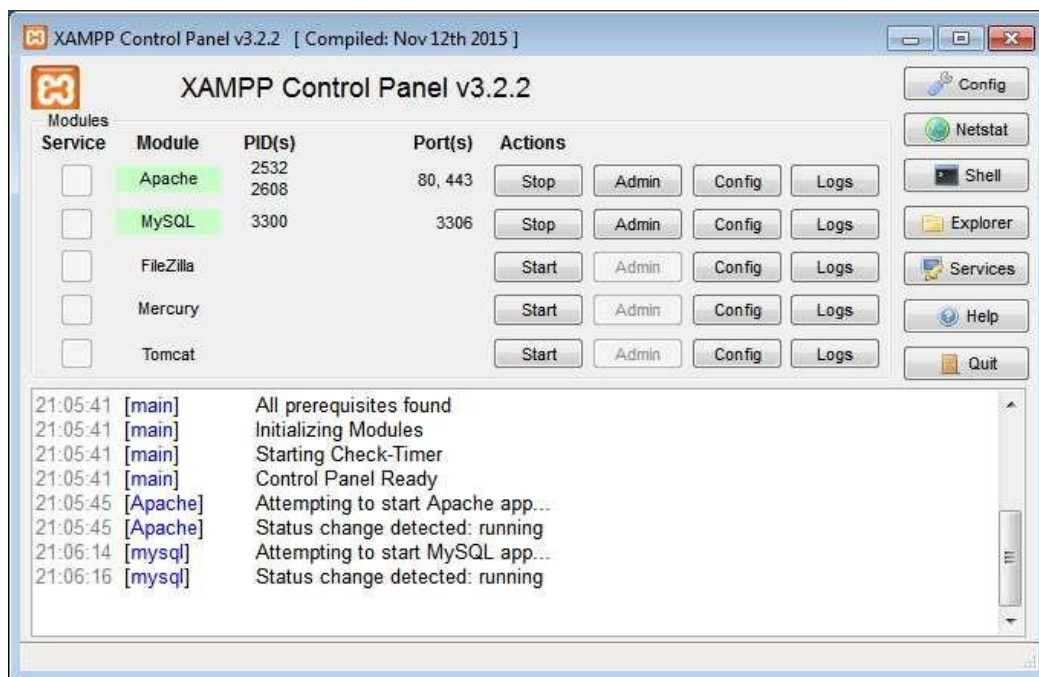 XAMPP Control Panel v3.2.2 [ Compiled: Nov 12th 2015 ]
XAMPP Control Panel v3.2.2
Config
Modules
Service Module PID(s) Port(s) Actions
Netstat
Apache 2532 2608 80, 443 Stop Admin Config Logs
Shell
MySQL 3300 3306 Stop Admin Config Logs
Explorer
FileZilla Start Admin Config Logs
Services
Mercury Start Admin Config Logs
Help
Tomcat Start Admin Config Logs
Quit
21:05:41 [main] All prerequisites found
21:05:41 [main] Initializing Modules
21:05:41 [main] Starting Check-Timer
21:05:41 [main] Control Panel Ready
21:05:45 [Apache] Attempting to start Apache app...
21:05:45 [Apache] Status change detected: running
21:06:14 [mysql] Attempting to start MySQL app...
21:06:16 [mysql] Status change detected: running